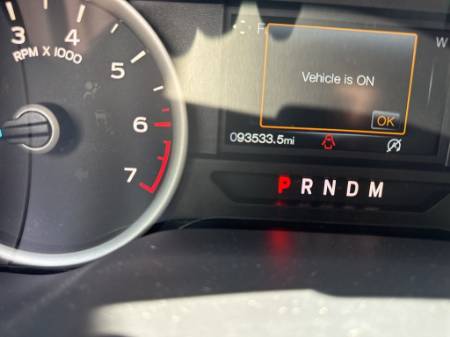 3
4
5
6
7
RPM X 1000
F
W
Vehicle is ON
OK
093533.5mi
P R N D M